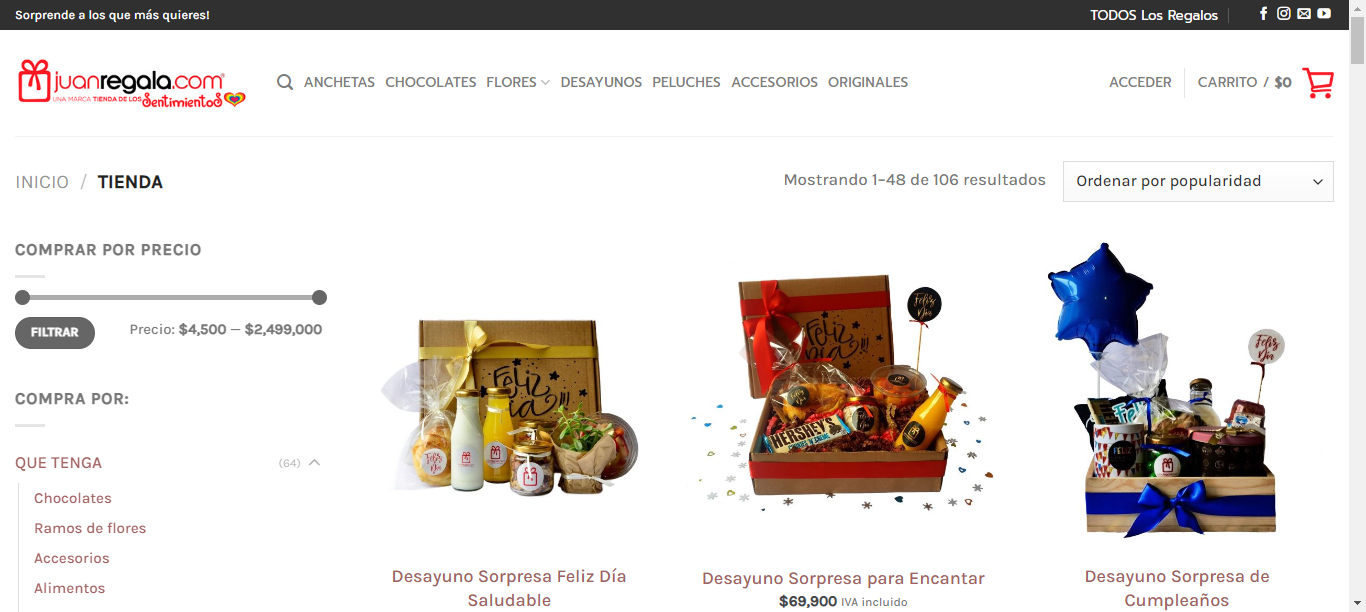 Sorprende a los que más quieres!
TODOS Los Regalos
juanregala.com®
UNA MARCA TIENDA DE LOS Sentimientos
ANCHETAS CHOCOLATES FLORES DESAYUNOS PELUCHES ACCESORIOS ORIGINALES
ACCEDER
CARRITO / $0
INICIO / TIENDA
Mostrando 1–48 de 106 resultados
Ordenar por popularidad
COMPRAR POR PRECIO
FILTRAR
Precio: $4,500 — $2,499,000
COMPRA POR:
QUE TENGA (64)
Chocolates
Ramos de flores
Accesorios
Alimentos
Feliz
Día!!!
Feliz
Día
Desayuno Sorpresa Feliz Día
Saludable
Feliz
Día!!!
Feliz
Día
HERSHEY'S
Desayuno Sorpresa para Encantar
$69,900 IVA incluido
Feliz
Día
Desayuno Sorpresa de
Cumpleaños